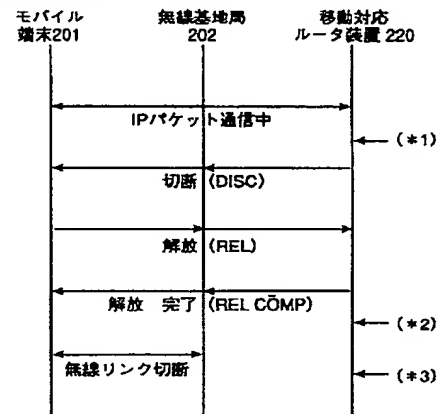 モバイル
端末201
無線基地局
202
移動対応
ルータ装置 220
IPパケット通信中
(*1)
切断 (DISC)
解放 (REL)
解放 完了 (REL COMP)
(*2)
無線リンク切断
(*3)